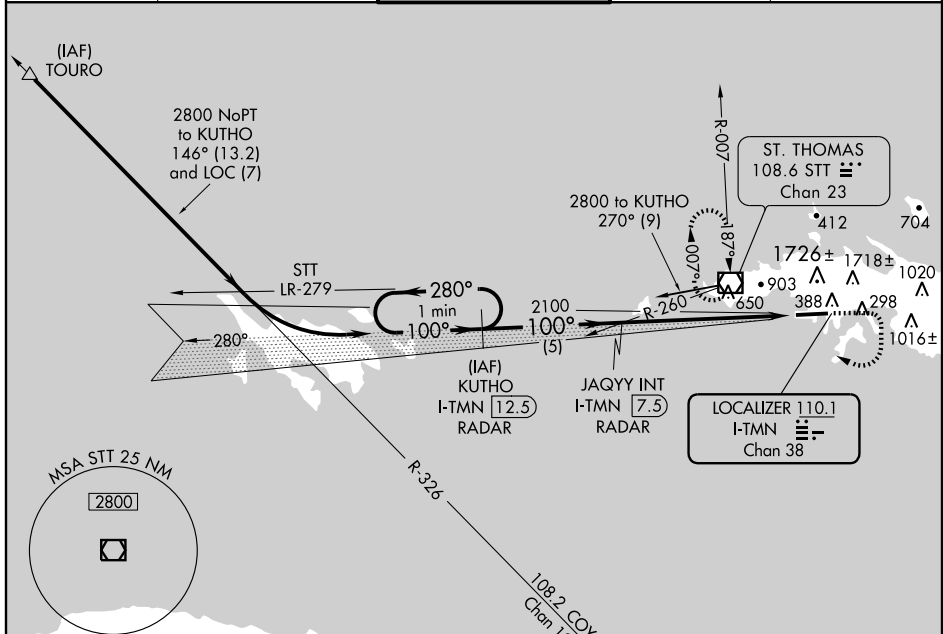 (IAF)
TOURO
2800 NoPT
to KUTHO
146° (13.2)
and LOC (7)
R-007
ST. THOMAS
108.6 STT
Chan 23
2800 to KUTHO
270° (9)
412
704
187°
007°
1726±
1718±
1020
903
650
388
298
1016±
STT
LR-279
280°
1 min
100°
2100
100°
(5)
R-260
280°
(IAF)
KUTHO
I-TMN 12.5
RADAR
JAQYY INT
I-TMN 7.5
RADAR
LOCALIZER 110.1
I-TMN
Chan 38
MSA STT 25 NM
2800
R-326
108.2 COY
Chan